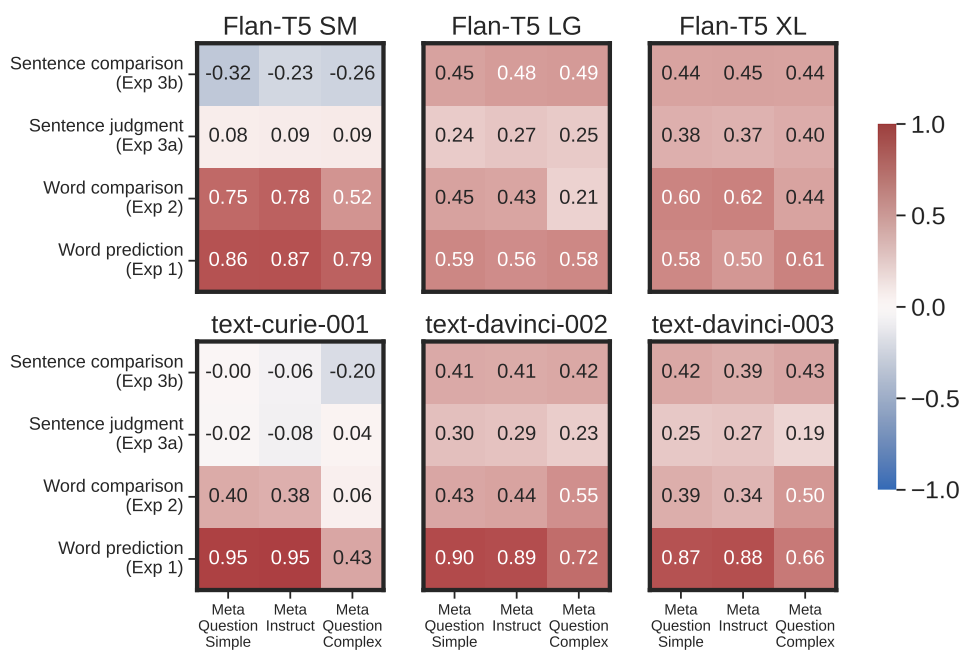 Flan-T5 SM Flan-T5 LG Flan-T5 XL
Sentence comparison
(Exp 3b)
-0.32 -0.23 -0.26 0.45 0.48 0.49 0.44 0.45 0.44
Sentence judgment
(Exp 3a)
0.08 0.09 0.09 0.24 0.27 0.25 0.38 0.37 0.40
Word comparison
(Exp 2)
0.75 0.78 0.52 0.45 0.43 0.21 0.60 0.62 0.44
Word prediction
(Exp 1)
0.86 0.87 0.79 0.59 0.56 0.58 0.58 0.50 0.61
text-curie-001 text-davinci-002 text-davinci-003
Sentence comparison
(Exp 3b)
-0.00 -0.06 -0.20 0.41 0.41 0.42 0.42 0.39 0.43
Sentence judgment
(Exp 3a)
-0.02 -0.08 0.04 0.30 0.29 0.23 0.25 0.27 0.19
Word comparison
(Exp 2)
0.40 0.38 0.06 0.43 0.44 0.55 0.39 0.34 0.50
Word prediction
(Exp 1)
0.95 0.95 0.43 0.90 0.89 0.72 0.87 0.88 0.66
Meta Meta Meta Meta Meta Meta Meta Meta Meta
Question Instruct Question Question Instruct Question Question Instruct Question
Simple Complex Simple Complex Simple Complex
1.0
0.5
0.0
−0.5
−1.0